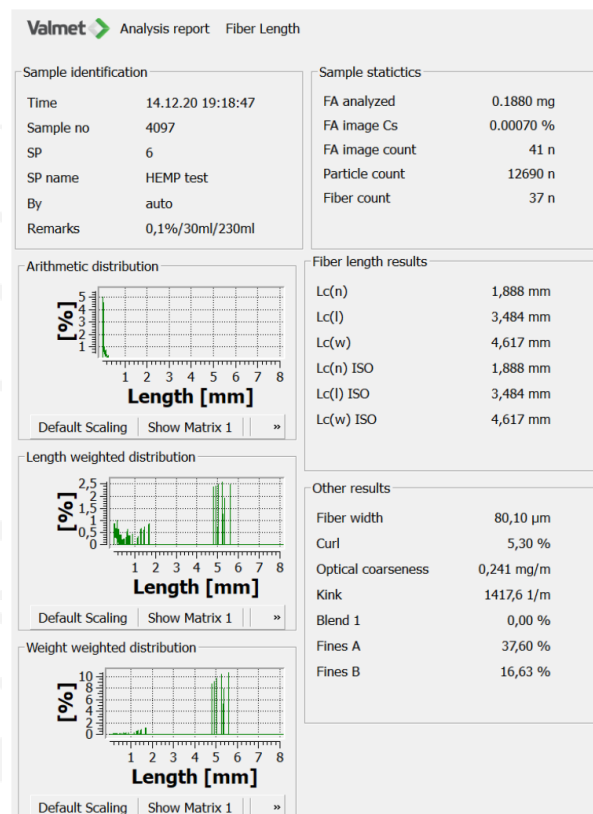 Valmet Analysis report Fiber Length
Sample identification
Time 14.12.20 19:18:47
Sample no 4097
SP 6
SP name HEMP test
By auto
Remarks 0,1%/30ml/230ml
Sample statictics
FA analyzed 0.1880 mg
FA image Cs 0.00070 %
FA image count 41 n
Particle count 12690 n
Fiber count 37 n
Arithmetic distribution
[%]
5
4
3
2
1
1 2 3 4 5 6 7 8
Length [mm]
Default Scaling Show Matrix 1 »
Fiber length results
Lc(n) 1,888 mm
Lc(l) 3,484 mm
Lc(w) 4,617 mm
Lc(n) ISO 1,888 mm
Lc(l) ISO 3,484 mm
Lc(w) ISO 4,617 mm
Length weighted distribution
[%]
2,5
2
1,5
1
0,5
0
1 2 3 4 5 6 7 8
Length [mm]
Default Scaling Show Matrix 1 »
Other results
Fiber width 80,10 µm
Curl 5,30 %
Optical coarseness 0,241 mg/m
Kink 1417,6 1/m
Blend 1 0,00 %
Fines A 37,60 %
Fines B 16,63 %
Weight weighted distribution
[%]
10
8
6
4
2
0
1 2 3 4 5 6 7 8
Length [mm]
Default Scaling Show Matrix 1 »